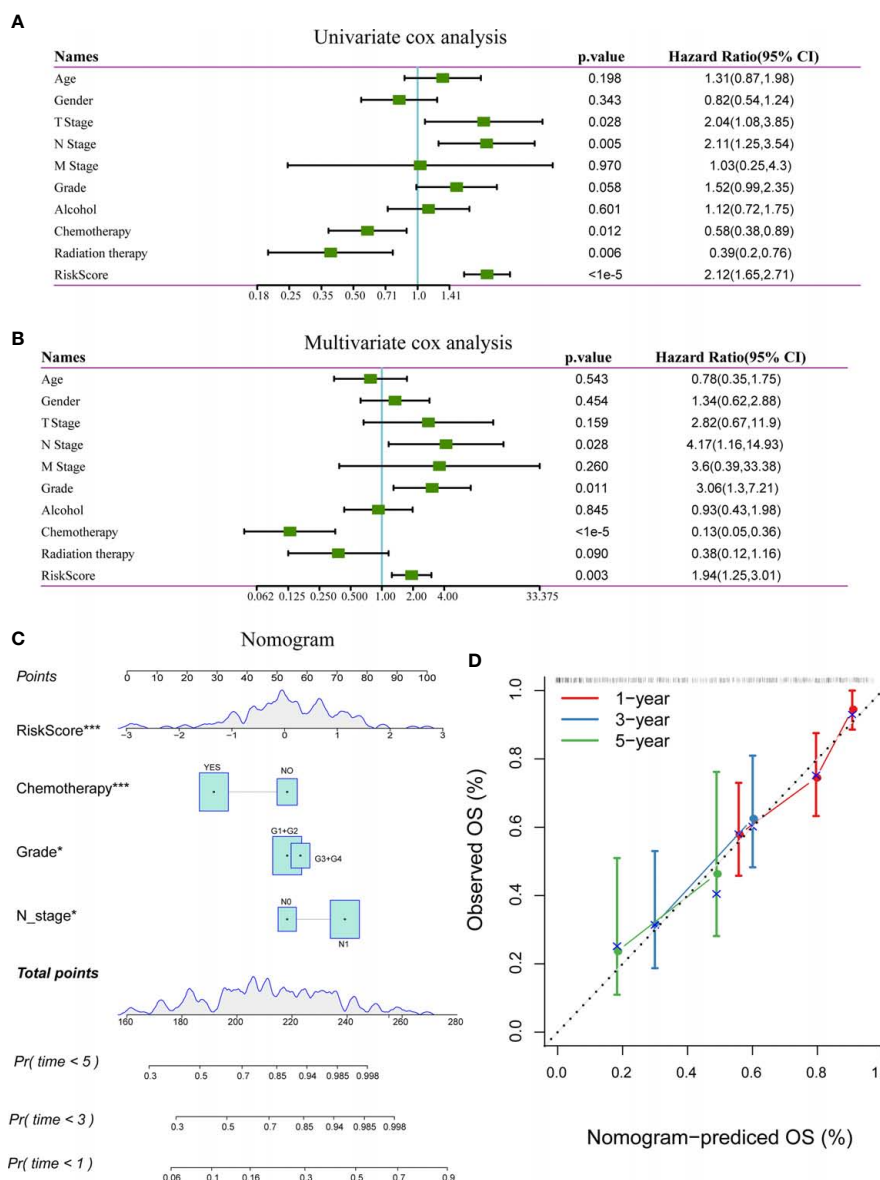 A
Univariate cox analysis
Names p.value Hazard Ratio(95% CI)
Age 0.198 1.31(0.87,1.98)
Gender 0.343 0.82(0.54,1.24)
T Stage 0.028 2.04(1.08,3.85)
N Stage 0.005 2.11(1.25,3.54)
M Stage 0.970 1.03(0.25,4.3)
Grade 0.058 1.52(0.99,2.35)
Alcohol 0.601 1.12(0.72,1.75)
Chemotherapy 0.012 0.58(0.38,0.89)
Radiation therapy 0.006 0.39(0.2,0.76)
RiskScore <1e-5 2.12(1.65,2.71)
0.18 0.25 0.35 0.50 0.71 1.0 1.41
B
Multivariate cox analysis
Names p.value Hazard Ratio(95% CI)
Age 0.543 0.78(0.35,1.75)
Gender 0.454 1.34(0.62,2.88)
T Stage 0.159 2.82(0.67,11.9)
N Stage 0.028 4.17(1.16,14.93)
M Stage 0.260 3.6(0.39,33.38)
Grade 0.011 3.06(1.3,7.21)
Alcohol 0.845 0.93(0.43,1.98)
Chemotherapy <1e-5 0.13(0.05,0.36)
Radiation therapy 0.090 0.38(0.12,1.16)
RiskScore 0.003 1.94(1.25,3.01)
0.062 0.125 0.250 0.500 1.00 2.00 4.00 33.375
C
Nomogram
Points 0 10 20 30 40 50 60 70 80 90 100
RiskScore***
−3 −2 −1 0 1 2 3
Chemotherapy***
YES NO
Grade*
G1+G2
G3+G4
N_stage*
N0
N1
Total points
160 180 200 220 240 260 280
Pr( time < 5 )
0.3 0.5 0.7 0.85 0.94 0.985 0.998
Pr( time < 3 )
0.3 0.5 0.7 0.85 0.94 0.985 0.998
Pr( time < 1 )
0.06 0.1 0.16 0.3 0.5 0.7 0.9
D
1−year
3−year
5−year
Observed OS (%)
1.0
0.8
0.6
0.4
0.2
0.0
0.0 0.2 0.4 0.6 0.8 1
Nomogram−prediced OS (%)